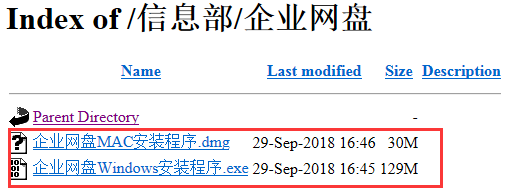 Index of /信息部/企业网盘
Name Last modified Size Description
Parent Directory -
企业网盘MAC安装程序.dmg 29-Sep-2018 16:46 30M
企业网盘Windows安装程序.exe 29-Sep-2018 16:45 129M